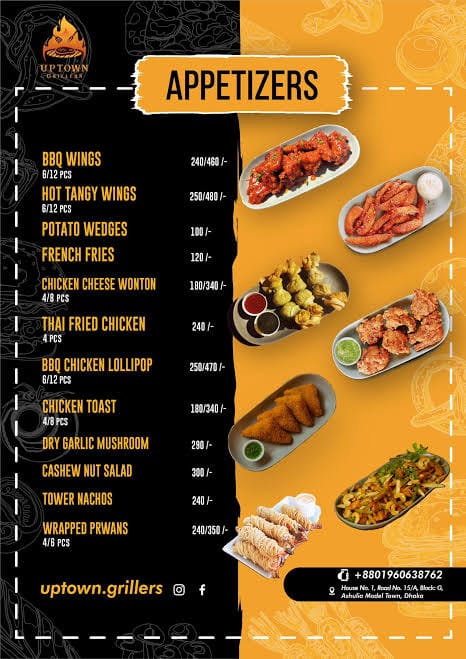 UPTOWN
GRILLERS
APPETIZERS
BBQ WINGS 240/460 /-
6/12 PCS
HOT TANGY WINGS 250/480 /-
6/12 PCS
POTATO WEDGES 100 /-
FRENCH FRIES 120 /-
CHICKEN CHEESE WONTON 180/340 /-
4/8 PCS
THAI FRIED CHICKEN 240 /-
4 PCS
BBQ CHICKEN LOLLIPOP 250/470 /-
6/12 PCS
CHICKEN TOAST 180/340 /-
4/8 PCS
DRY GARLIC MUSHROOM 290 /-
CASHEW NUT SALAD 300 /-
TOWER NACHOS 240 /-
WRAPPED PRWANS 240/350 /-
4/6 PCS
uptown.grillers
+8801960638762
House No. 1, Road No. 15/A, Block: G,
Ashulia Model Town, Dhaka